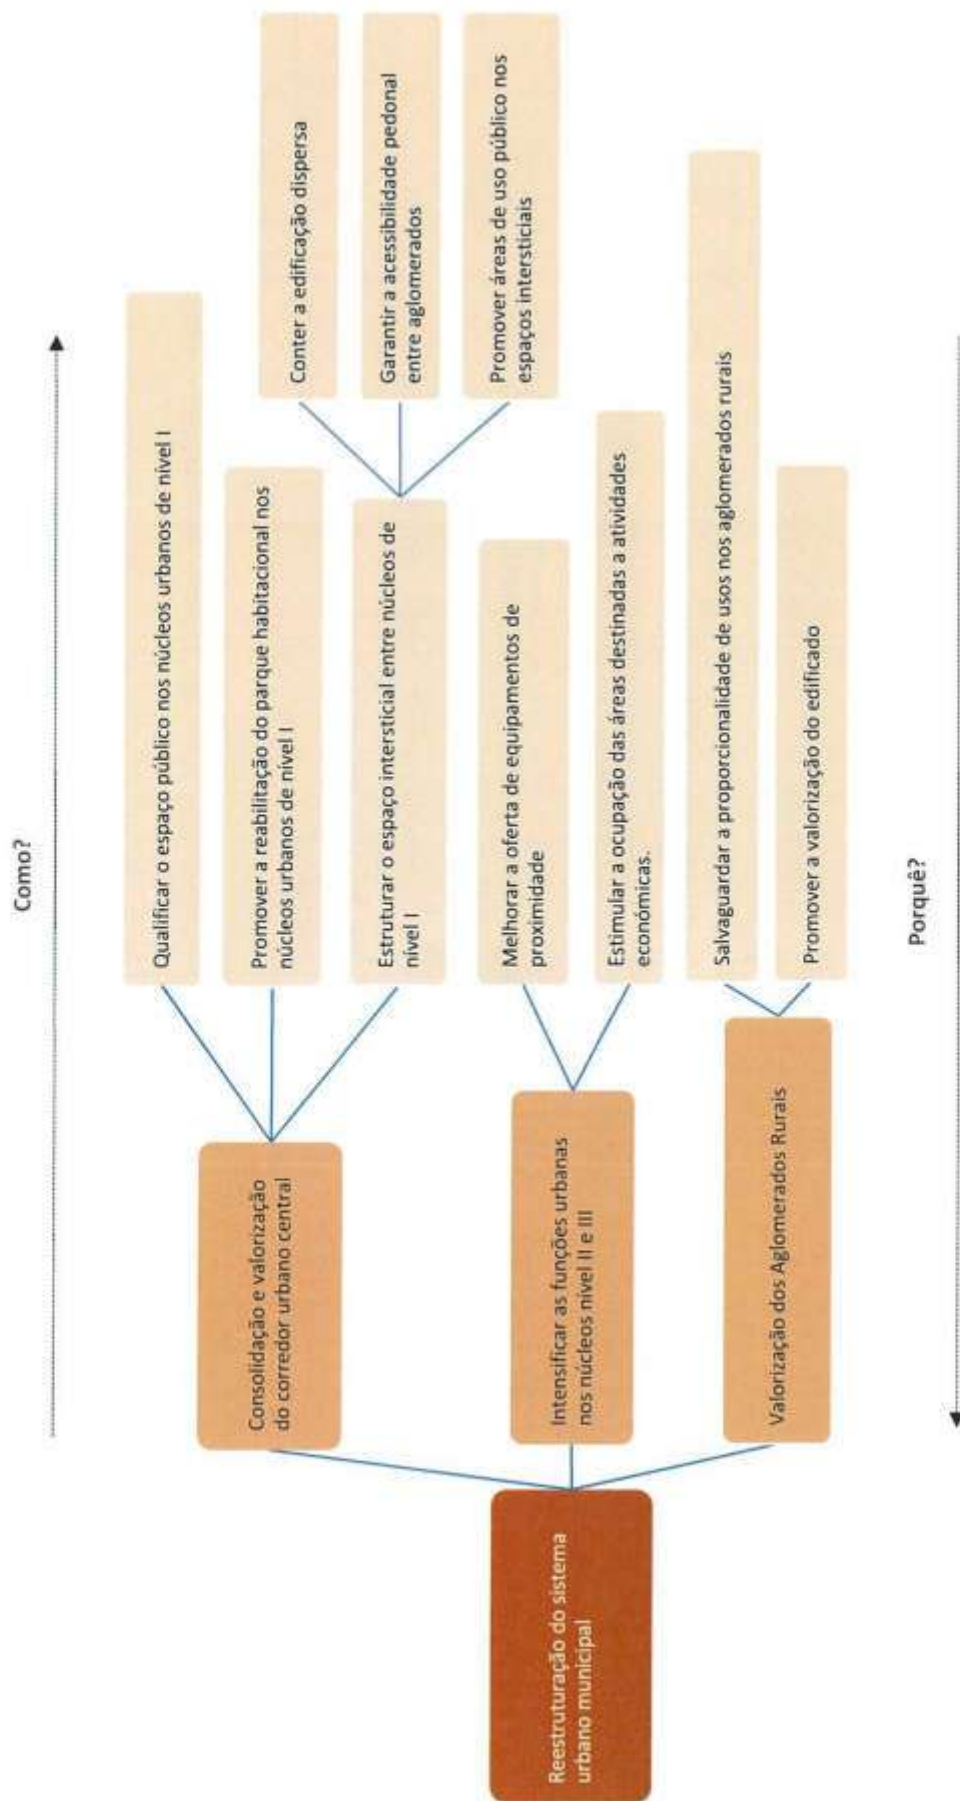 Como?
Reestruturação do sistema
urbano municipal
Consolidação e valorização
do corredor urbano central
Qualificar o espaço público nos núcleos urbanos de nível I
Promover a reabilitação do parque habitacional nos
núcleos urbanos de nível I
Estruturar o espaço intersticial entre núcleos de
nível I
Conter a edificação dispersa
Garantir a acessibilidade pedonal
entre aglomerados
Promover áreas de uso público nos
espaços intersticiais
Intensificar as funções urbanas
nos núcleos nível II e III
Melhorar a oferta de equipamentos de
proximidade
Estimular a ocupação das áreas destinadas a atividades
económicas.
Valorização dos Aglomerados Rurais
Salvaguardar a proporcionalidade de usos nos aglomerados rurais
Promover a valorização do edificado
Porquê?